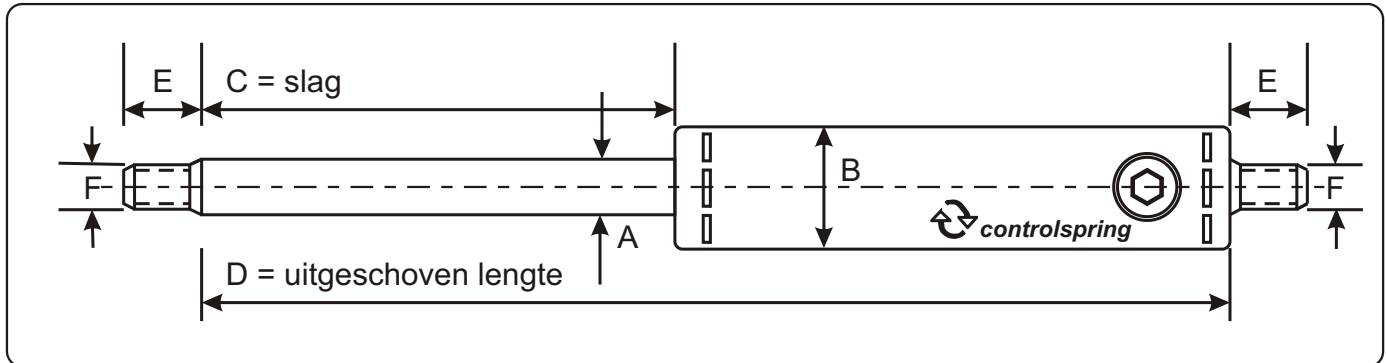 E
C = slag
E
F
B
F
controlspring
A
D = uitgeschoven lengte